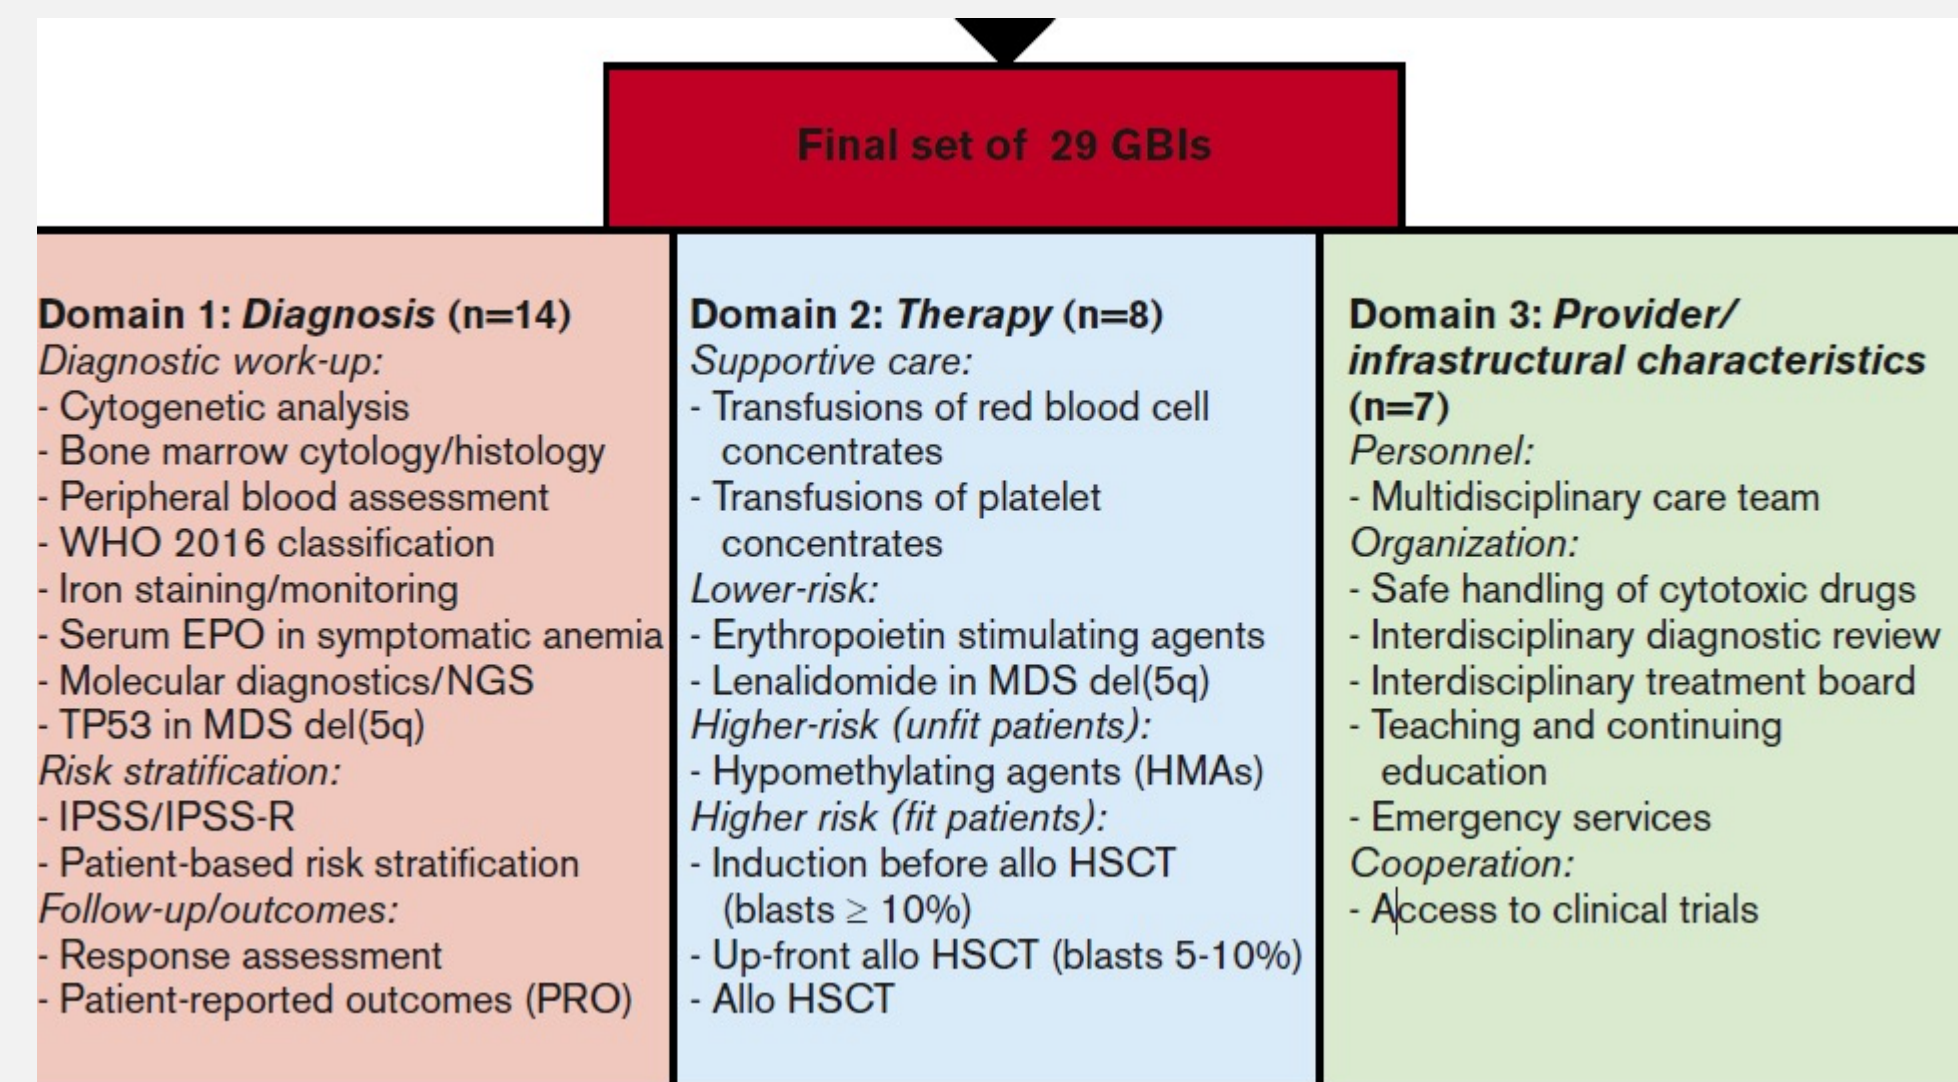 Final set of 29 GBIs
Domain 1: Diagnosis (n=14)
Diagnostic work-up:
- Cytogenetic analysis
- Bone marrow cytology/histology
- Peripheral blood assessment
- WHO 2016 classification
- Iron staining/monitoring
- Serum EPO in symptomatic anemia
- Molecular diagnostics/NGS
- TP53 in MDS del(5q)
Risk stratification:
- IPSS/IPSS-R
- Patient-based risk stratification
Follow-up/outcomes:
- Response assessment
- Patient-reported outcomes (PRO)
Domain 2: Therapy (n=8)
Supportive care:
- Transfusions of red blood cell
concentrates
- Transfusions of platelet
concentrates
Lower-risk:
- Erythropoietin stimulating agents
- Lenalidomide in MDS del(5q)
Higher-risk (unfit patients):
- Hypomethylating agents (HMAs)
Higher risk (fit patients):
- Induction before allo HSCT
(blasts ≥ 10%)
- Up-front allo HSCT (blasts 5-10%)
- Allo HSCT
Domain 3: Provider/
infrastructural characteristics
(n=7)
Personnel:
- Multidisciplinary care team
Organization:
- Safe handling of cytotoxic drugs
- Interdisciplinary diagnostic review
- Interdisciplinary treatment board
- Teaching and continuing
education
- Emergency services
Cooperation:
- Access to clinical trials